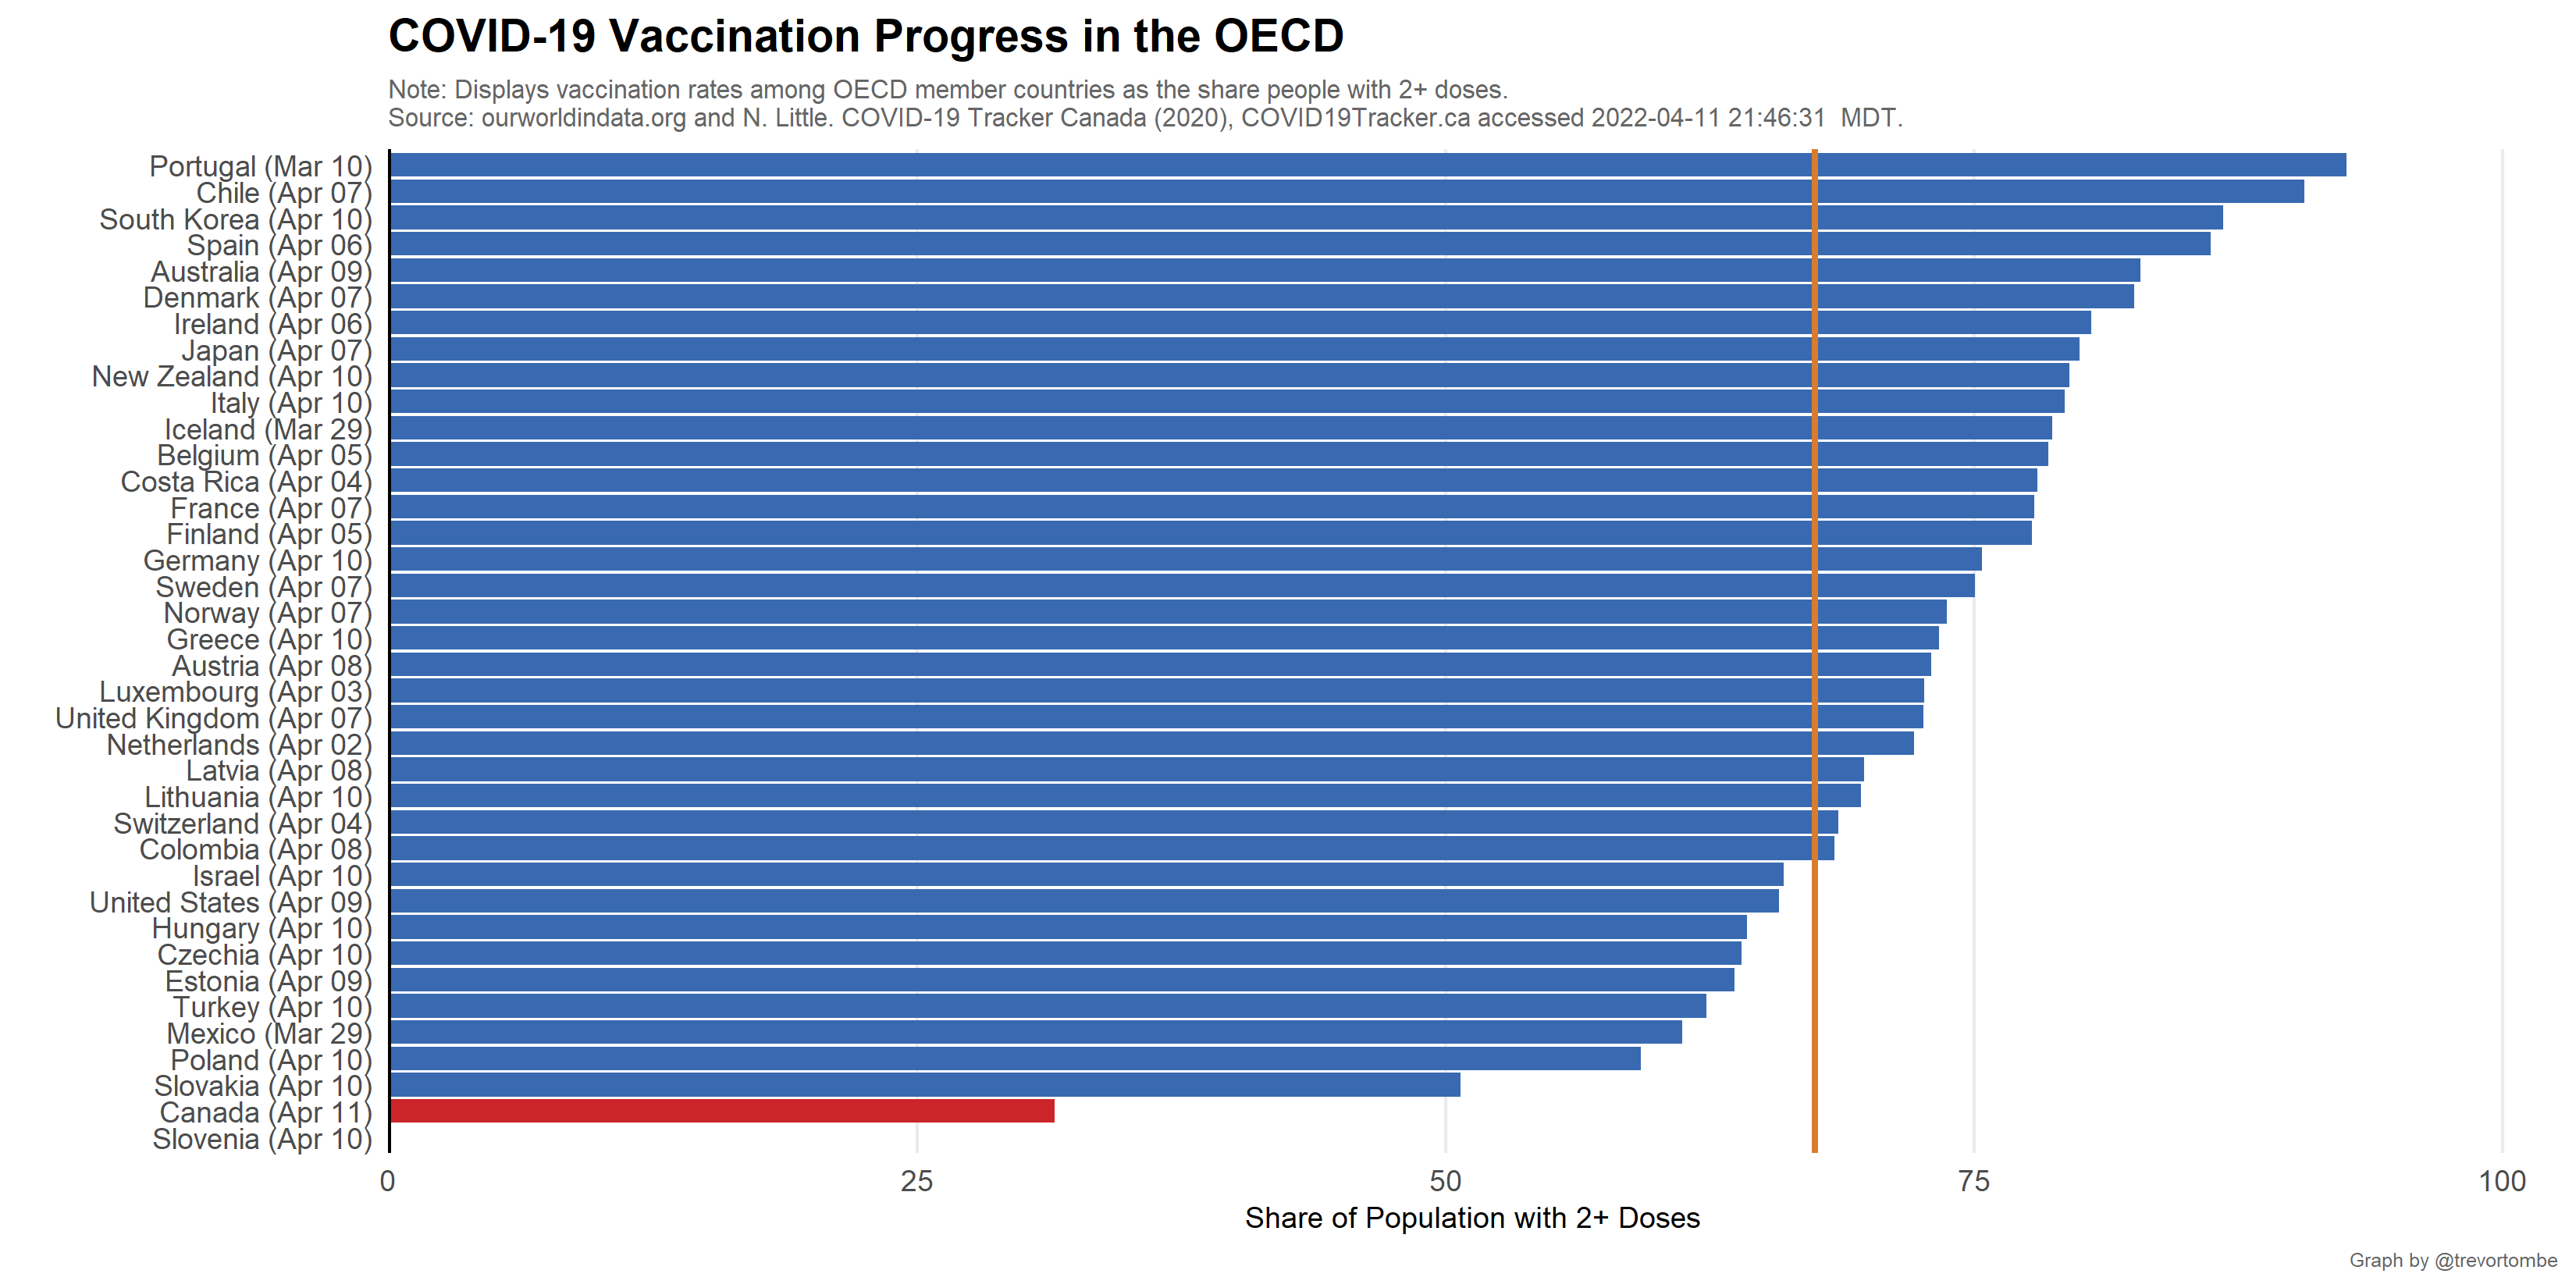 COVID-19 Vaccination Progress in the OECD
Note: Displays vaccination rates among OECD member countries as the share people with 2+ doses.
Source: ourworldindata.org and N. Little. COVID-19 Tracker Canada (2020), COVID19Tracker.ca accessed 2022-04-11 21:46:31  MDT.
Portugal (Mar 10)
Chile (Apr 07)
South Korea (Apr 10)
Spain (Apr 06)
Australia (Apr 09)
Denmark (Apr 07)
Ireland (Apr 06)
Japan (Apr 07)
New Zealand (Apr 10)
Italy (Apr 10)
Iceland (Mar 29)
Belgium (Apr 05)
Costa Rica (Apr 04)
France (Apr 07)
Finland (Apr 05)
Germany (Apr 10)
Sweden (Apr 07)
Norway (Apr 07)
Greece (Apr 10)
Austria (Apr 08)
Luxembourg (Apr 03)
United Kingdom (Apr 07)
Netherlands (Apr 02)
Latvia (Apr 08)
Lithuania (Apr 10)
Switzerland (Apr 04)
Colombia (Apr 08)
Israel (Apr 10)
United States (Apr 09)
Hungary (Apr 10)
Czechia (Apr 10)
Estonia (Apr 09)
Turkey (Apr 10)
Mexico (Mar 29)
Poland (Apr 10)
Slovakia (Apr 10)
Canada (Apr 11)
Slovenia (Apr 10)
0 25 50 75 100
Share of Population with 2+ Doses
Graph by @trevortombe